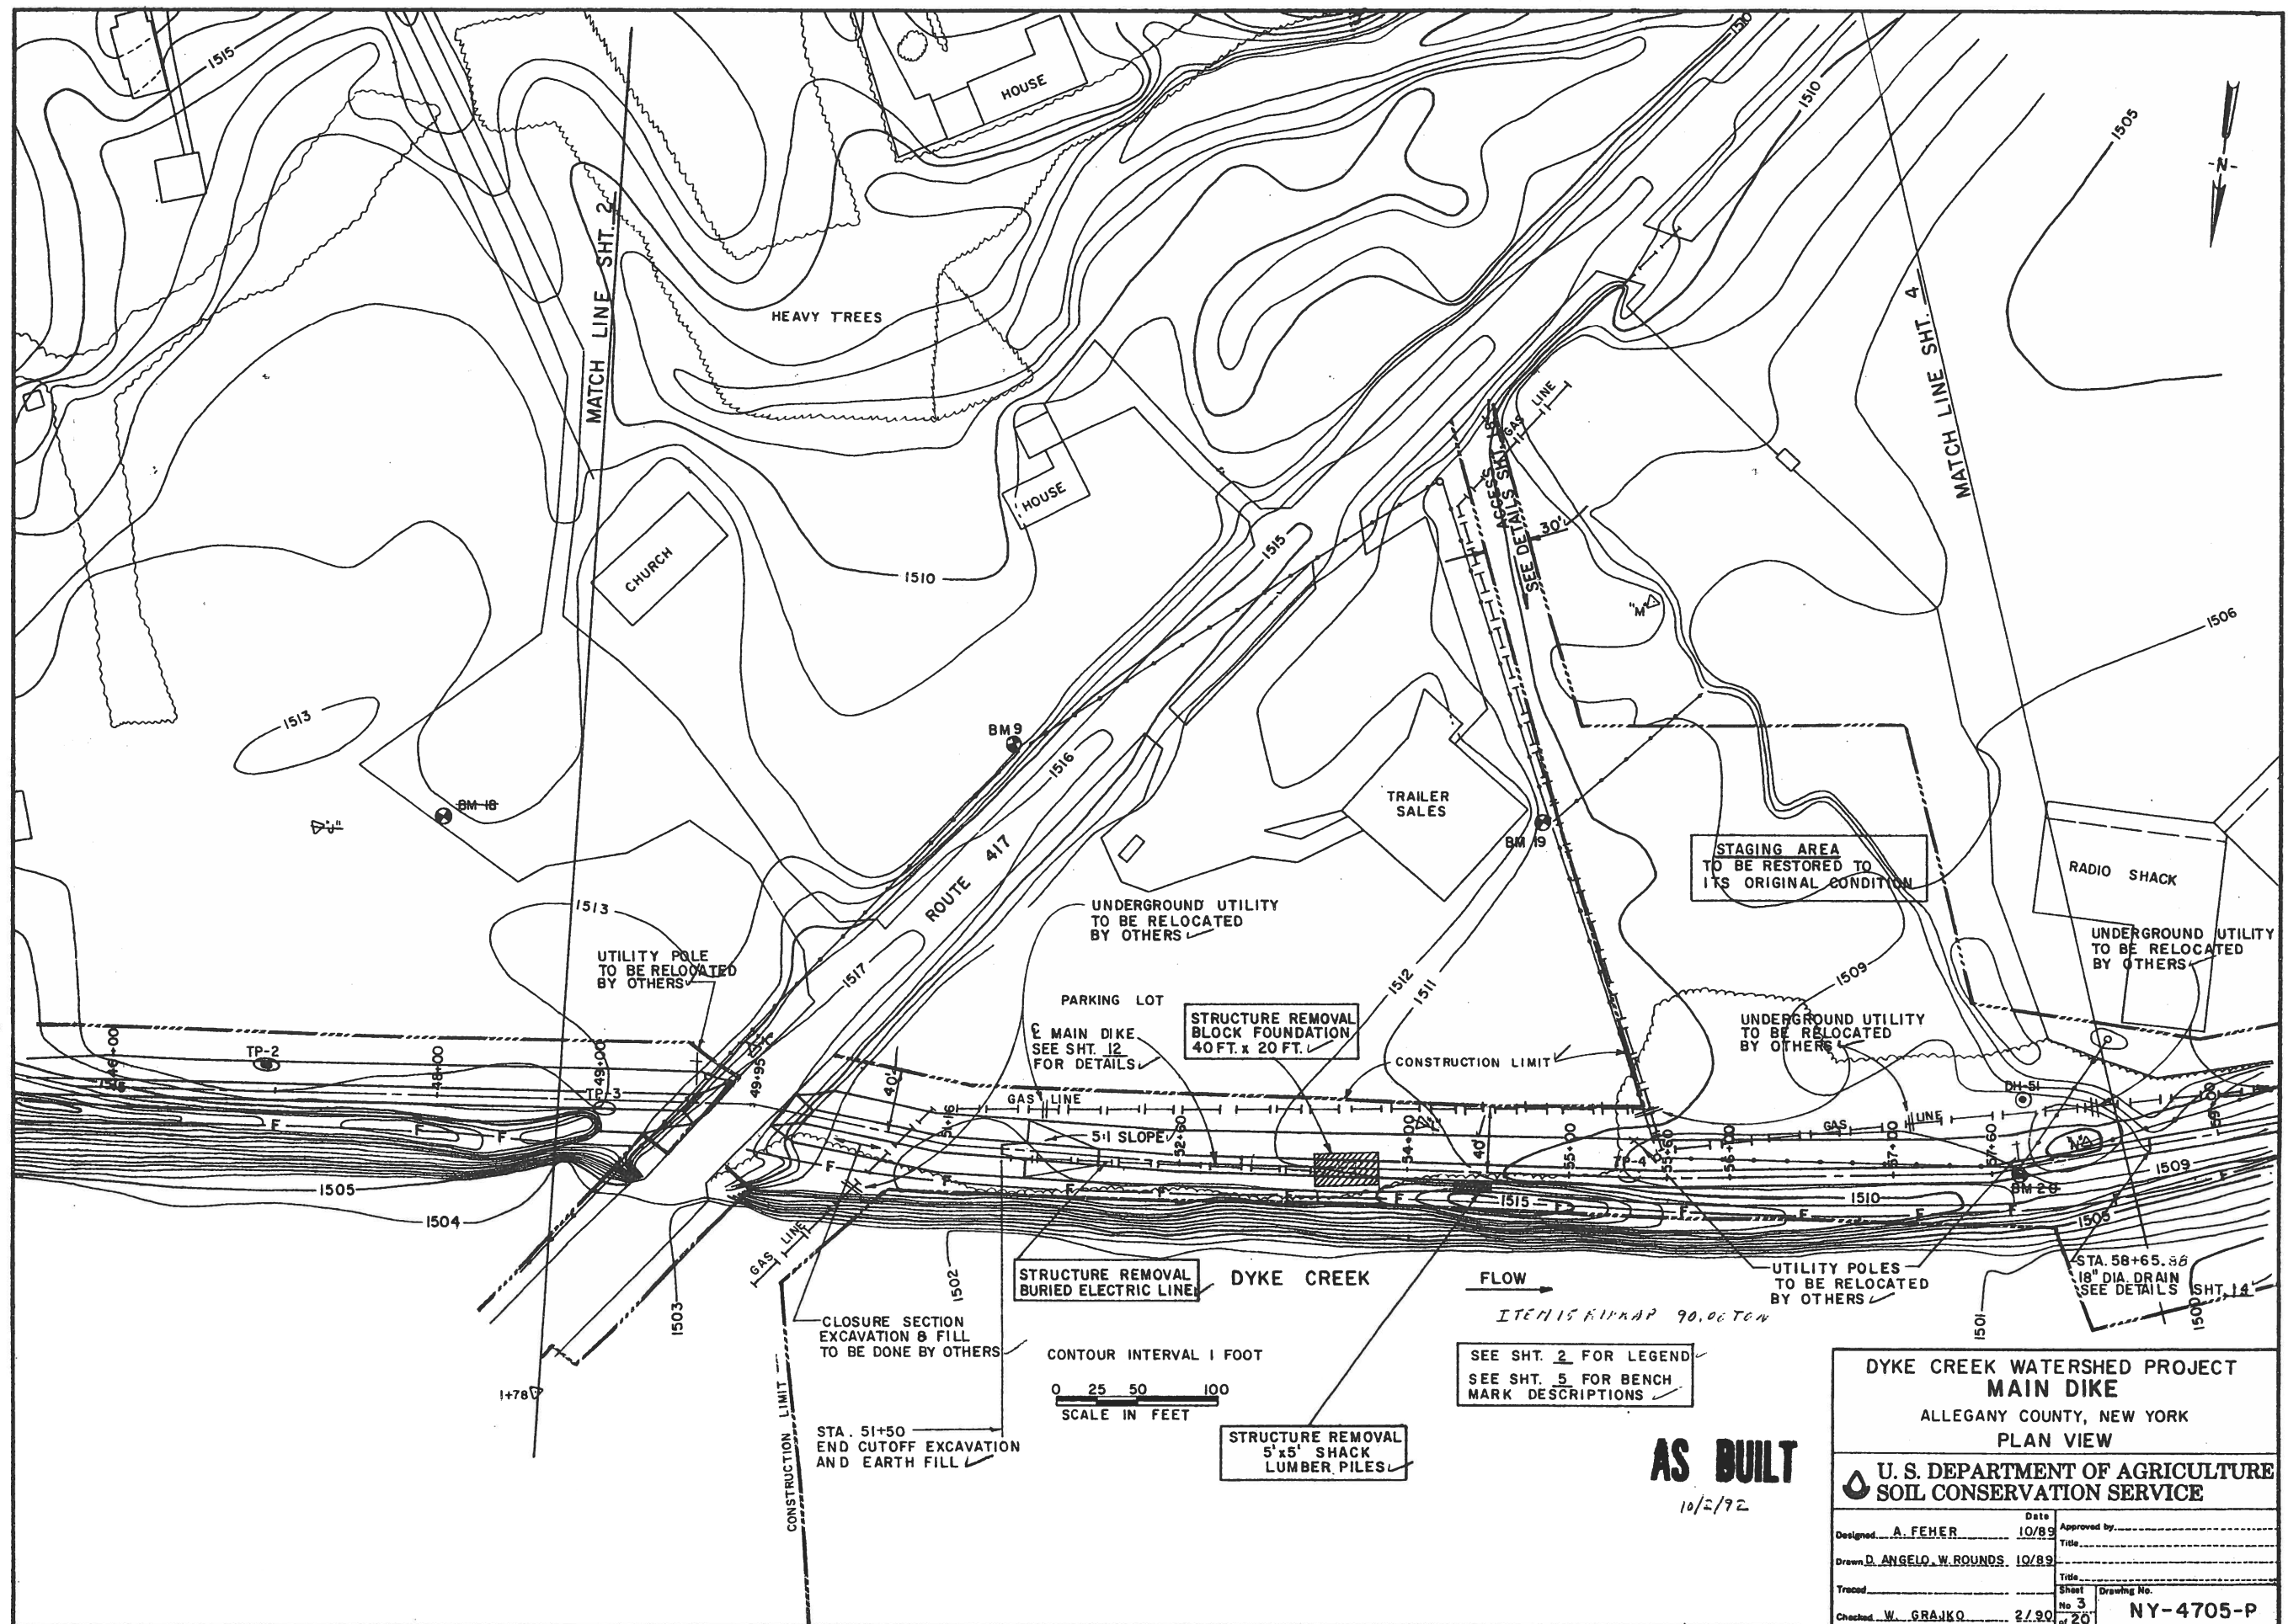 1515
HOUSE
1510
1510
1505
-N-
MATCH LINE SHT. 2
HEAVY TREES
MATCH LINE SHT. 4
GAS LINE
HOUSE
SEE DETAILS SHT.
30'
CHURCH
1510
1515
"M"
1506
1513
BM 9
1516
BM 18
"J"
TRAILER
SALES
BM 19
ROUTE 417
STAGING AREA
TO BE RESTORED TO
ITS ORIGINAL CONDITION
RADIO SHACK
1513
UNDERGROUND UTILITY
TO BE RELOCATED
BY OTHERS
UTILITY POLE
TO BE RELOCATED
BY OTHERS
1517
1512
1511
1509
UNDERGROUND UTILITY
TO BE RELOCATED
BY OTHERS
PARKING LOT
℄ MAIN DIKE
SEE SHT. 12
FOR DETAILS
STRUCTURE REMOVAL
BLOCK FOUNDATION
40 FT. x 20 FT.
CONSTRUCTION LIMIT
UNDERGROUND UTILITY
TO BE RELOCATED
BY OTHERS
46+00
TP-2
48+00
49+00
TP-3
49+95
40'
GAS LINE
51+16
5:1 SLOPE
52+60
54+00
40'
55+00
TP-4
55+60
56+00
GAS LINE
57+00
57+60
DH-51
"N"
59+00
BM 20
F F F
F F F F F F F F F F F F
1515
1510
1509
1505
1505
1504
GAS LINE
1503
1502
STRUCTURE REMOVAL
BURIED ELECTRIC LINE
DYKE CREEK
FLOW
UTILITY POLES
TO BE RELOCATED
BY OTHERS
1501
STA. 58+65.88
18" DIA. DRAIN
SEE DETAILS SHT. 14
1500
ITEM 15 RIPRAP 90.06 TON
CLOSURE SECTION
EXCAVATION & FILL
TO BE DONE BY OTHERS
CONTOUR INTERVAL 1 FOOT
0 25 50 100
SCALE IN FEET
SEE SHT. 2 FOR LEGEND
SEE SHT. 5 FOR BENCH
MARK DESCRIPTIONS
1+78
CONSTRUCTION LIMIT
STA. 51+50
END CUTOFF EXCAVATION
AND EARTH FILL
STRUCTURE REMOVAL
5'x5' SHACK
LUMBER PILES
AS BUILT
10/2/92
DYKE CREEK WATERSHED PROJECT
MAIN DIKE
ALLEGANY COUNTY, NEW YORK
PLAN VIEW
U. S. DEPARTMENT OF AGRICULTURE
SOIL CONSERVATION SERVICE
Date
Designed A. FEHER 10/89
Drawn D. ANGELO, W. ROUNDS 10/89
Traced
Checked W. GRAJKO 2/90
Approved by
Title
Title
Sheet
No 3
of 20
Drawing No.
NY-4705-P